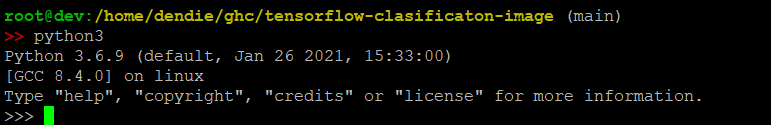 root@dev:/home/dendie/ghc/tensorflow-clasificaton-image (main)
>> python3
Python 3.6.9 (default, Jan 26 2021, 15:33:00)
[GCC 8.4.0] on linux
Type "help", "copyright", "credits" or "license" for more information.
>>>